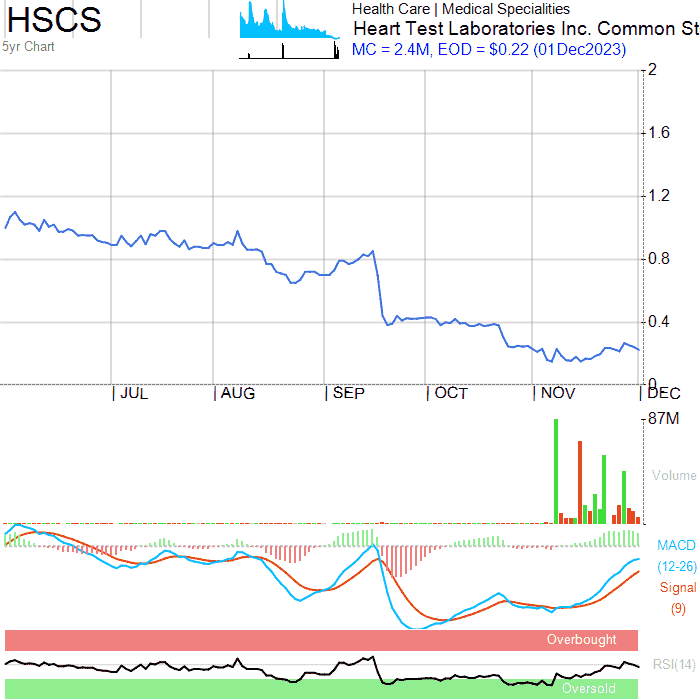 HSCS
5yr Chart
Health Care | Medical Specialities
Heart Test Laboratories Inc. Common St
MC = 2.4M, EOD = $0.22 (01Dec2023)
2
1.6
1.2
0.8
0.4
0
JUL AUG SEP OCT NOV DEC
87M
Volume
MACD
(12-26)
Signal
(9)
Overbought
RSI(14)
Oversold